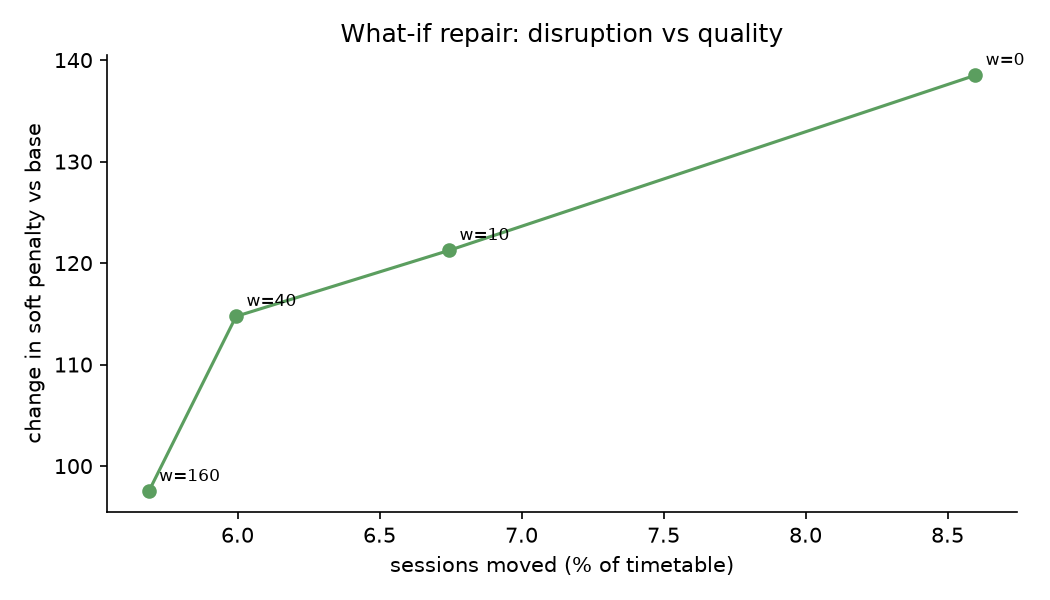 What-if repair: disruption vs quality
change in soft penalty vs base
140
130
120
110
100
w=0
w=10
w=40
w=160
6.0 6.5 7.0 7.5 8.0 8.5
sessions moved (% of timetable)